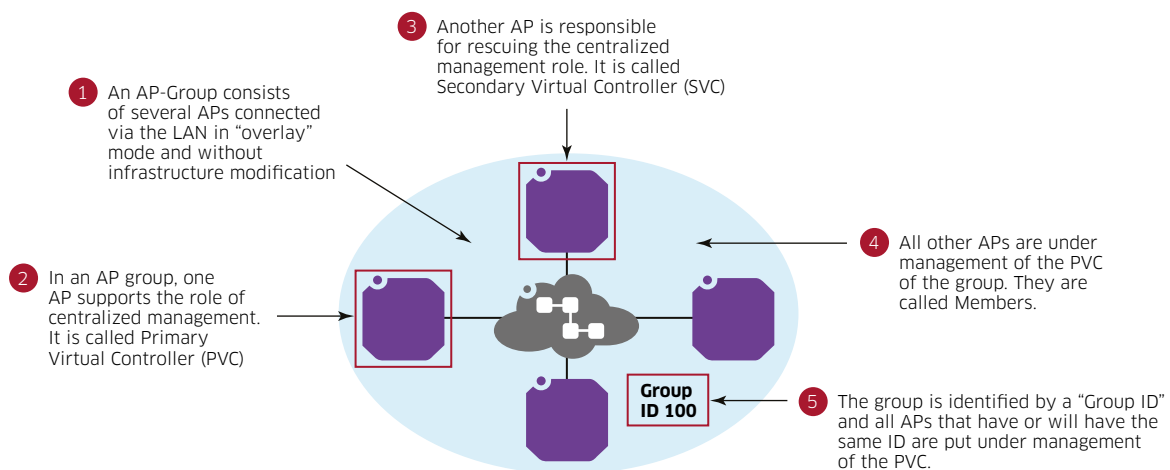 1
An AP-Group consists
of several APs connected
via the LAN in “overlay”
mode and without
infrastructure modification
2
In an AP group, one
AP supports the role of
centralized management.
It is called Primary
Virtual Controller (PVC)
3
Another AP is responsible
for rescuing the centralized
management role. It is called
Secondary Virtual Controller (SVC)
4
All other APs are under
management of the PVC
of the group. They are
called Members.
Group
ID 100
5
The group is identified by a “Group ID”
and all APs that have or will have the
same ID are put under management
of the PVC.